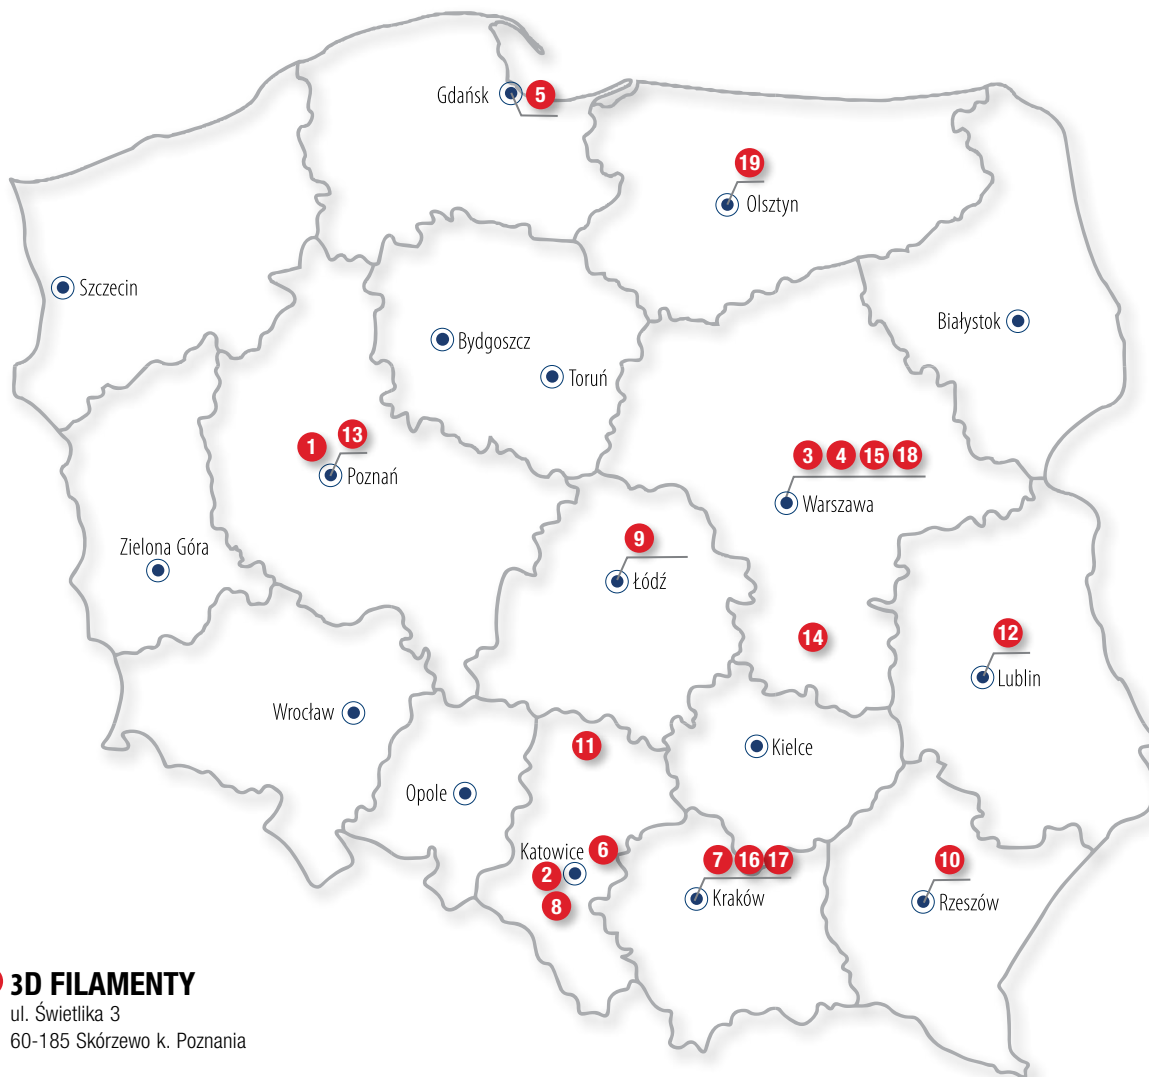 Gdańsk 5
19
Olsztyn
Szczecin
Białystok
Bydgoszcz
Toruń
1 13
Poznań
3 4 15 18
Warszawa
9
Zielona Góra
Łódź
14
12
Lublin
Wrocław
11
Kielce
Opole
Katowice 6
2
8
7 16 17
Kraków
10
Rzeszów
3D FILAMENTY
ul. Świetlika 3
60-185 Skórzewo k. Poznania